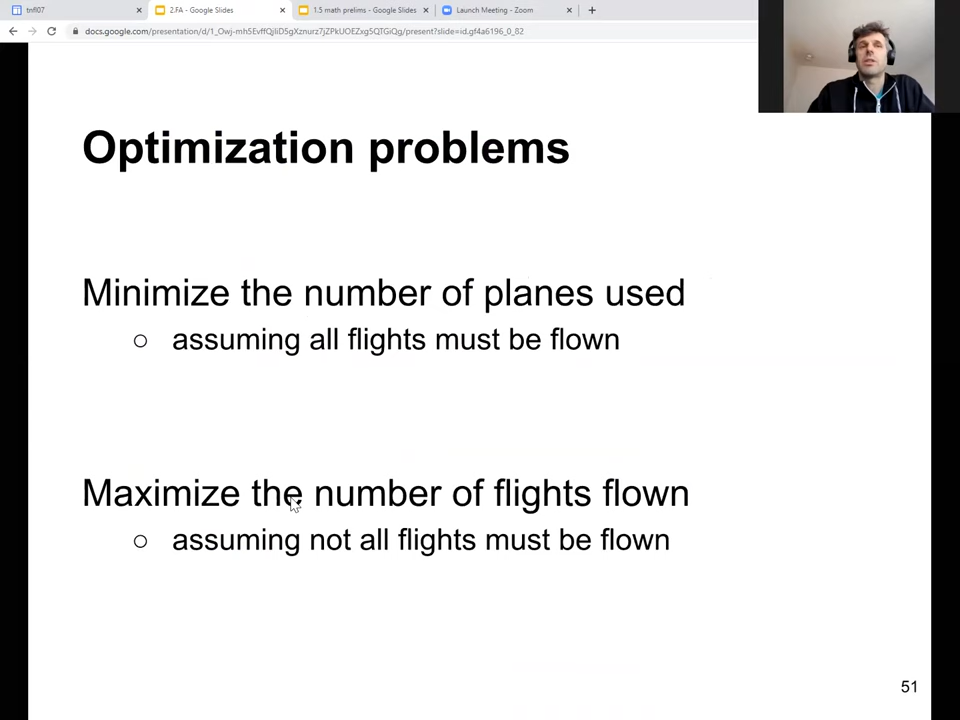 tnfl07
2.FA - Google Slides
1.5 math prelims - Google Slides
Launch Meeting - Zoom
docs.google.com/presentation/d/1_Owj-mh5EvffQjIiD5gXznurz7jZPkUOEZxg5QTGiQg/present?slide=id.gf4a6196_0_82
Optimization problems
Minimize the number of planes used
○ assuming all flights must be flown
Maximize the number of flights flown
○ assuming not all flights must be flown
51